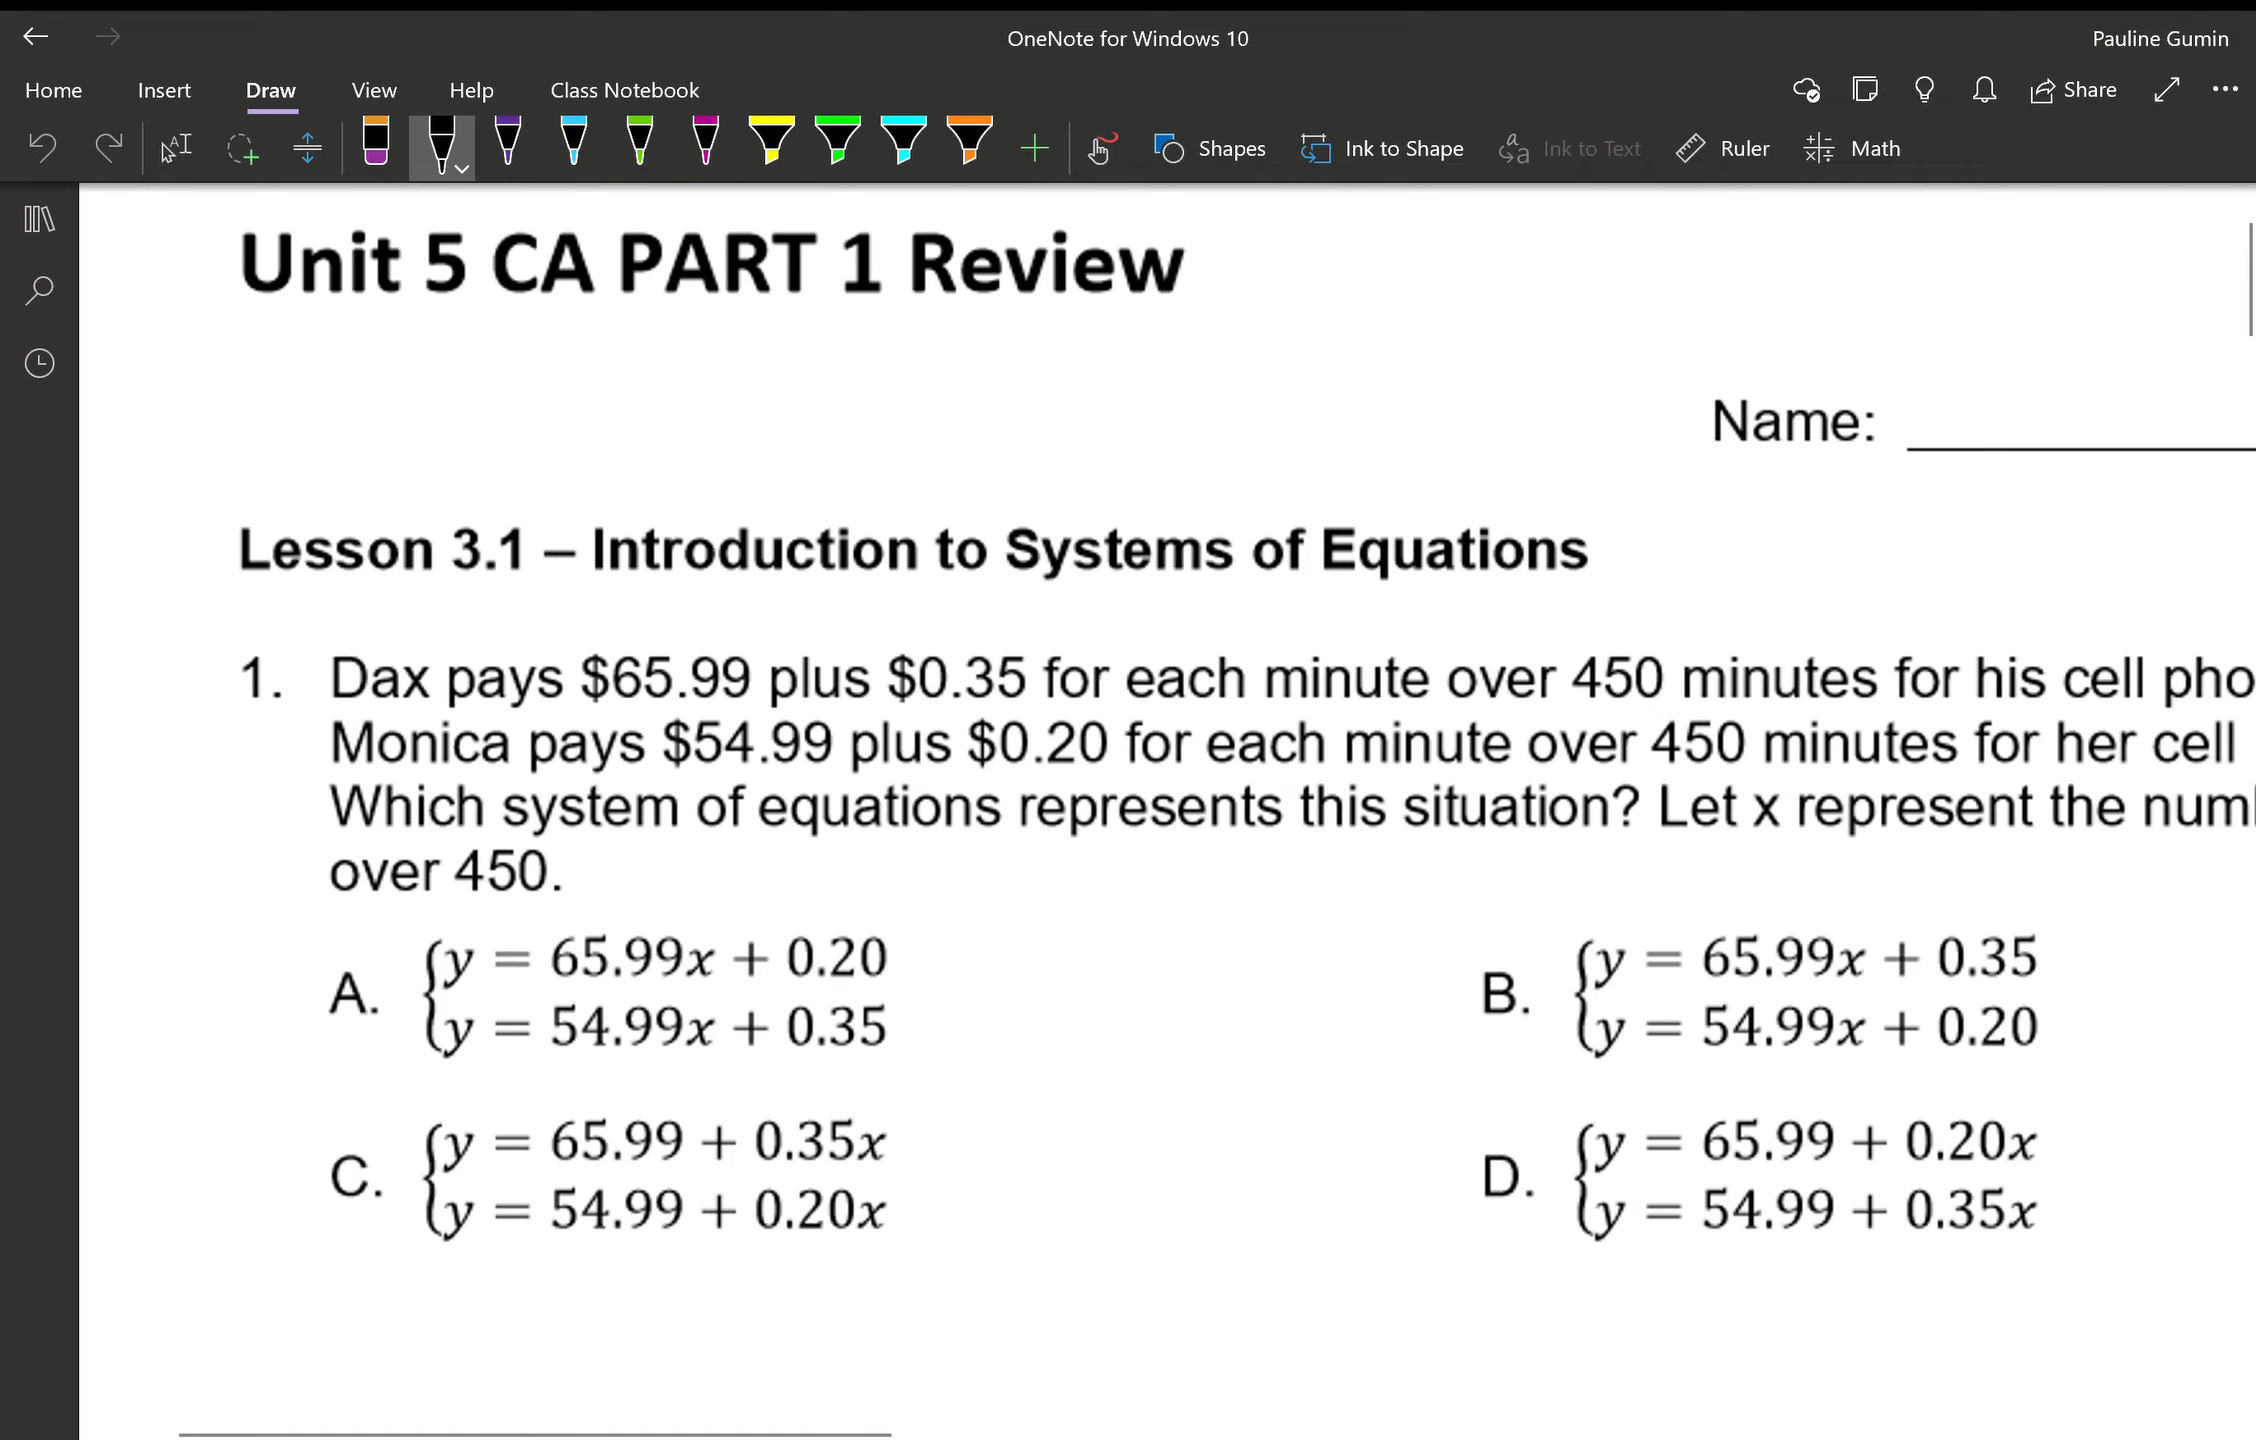 OneNote for Windows 10
Pauline Gumin
Home Insert Draw View Help Class Notebook Share
Shapes Ink to Shape Ink to Text Ruler Math
Unit 5 CA PART 1 Review
Name:
Lesson 3.1 – Introduction to Systems of Equations
1. Dax pays $65.99 plus $0.35 for each minute over 450 minutes for his cell pho
Monica pays $54.99 plus $0.20 for each minute over 450 minutes for her cell
Which system of equations represents this situation? Let x represent the num
over 450.
A. {y = 65.99x + 0.20
y = 54.99x + 0.35
B. {y = 65.99x + 0.35
y = 54.99x + 0.20
C. {y = 65.99 + 0.35x
y = 54.99 + 0.20x
D. {y = 65.99 + 0.20x
y = 54.99 + 0.35x